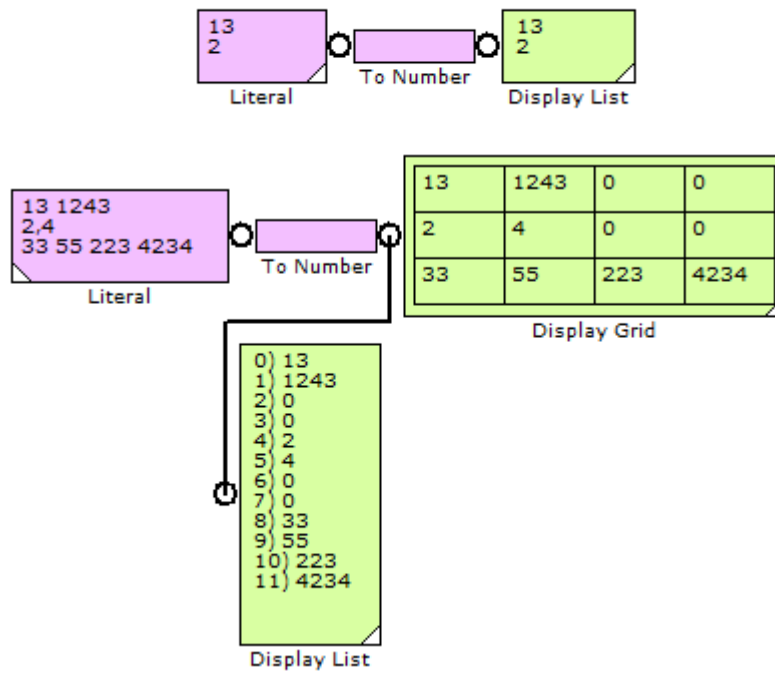 13
2
Literal
To Number
13
2
Display List
13 1243
2,4
33 55 223 4234
Literal
To Number
13 1243 0 0
2 4 0 0
33 55 223 4234
Display Grid
0) 13
1) 1243
2) 0
3) 0
4) 2
5) 4
6) 0
7) 0
8) 33
9) 55
10) 223
11) 4234
Display List